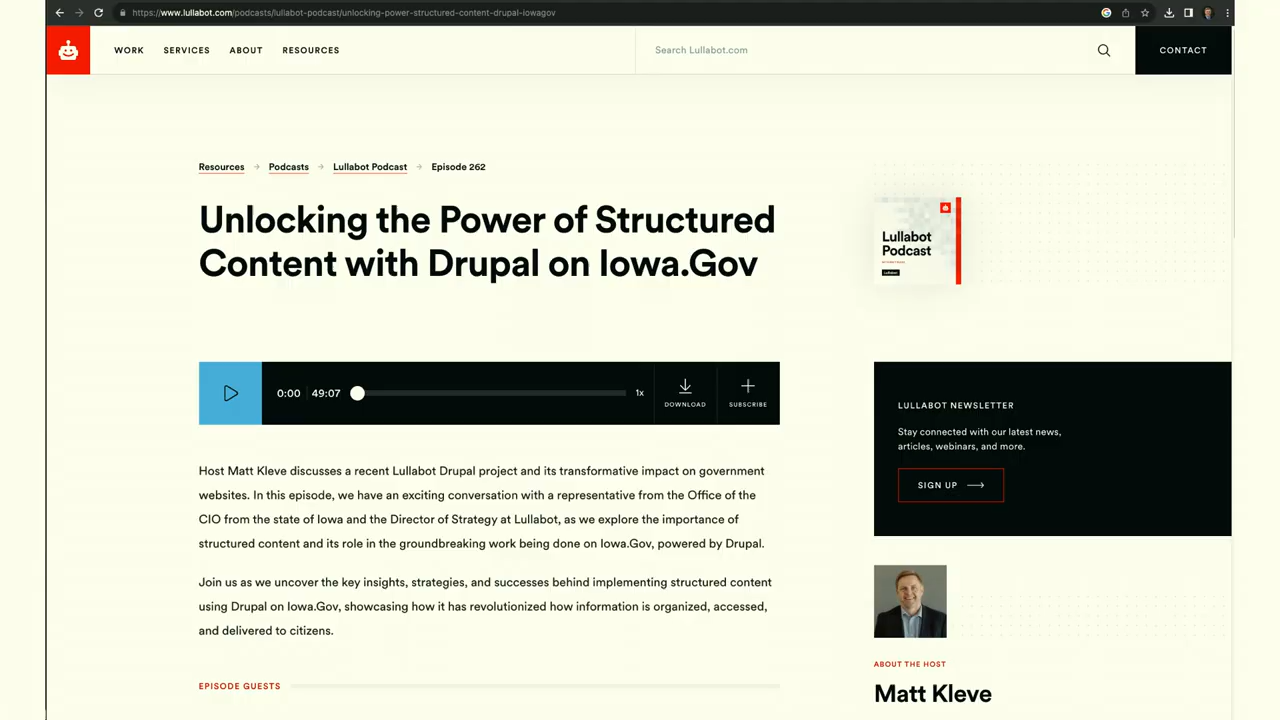 https://www.lullabot.com/podcasts/lullabot-podcast/unlocking-power-structured-content-drupal-iowagov
WORK SERVICES ABOUT RESOURCES
Search Lullabot.com
CONTACT
Resources → Podcasts → Lullabot Podcast → Episode 262
Unlocking the Power of Structured
Content with Drupal on Iowa.Gov
Lullabot
Podcast
Lullabot
0:00 49:07
1x
DOWNLOAD
SUBSCRIBE
Host Matt Kleve discusses a recent Lullabot Drupal project and its transformative impact on government
websites. In this episode, we have an exciting conversation with a representative from the Office of the
CIO from the state of Iowa and the Director of Strategy at Lullabot, as we explore the importance of
structured content and its role in the groundbreaking work being done on Iowa.Gov, powered by Drupal.
Join us as we uncover the key insights, strategies, and successes behind implementing structured content
using Drupal on Iowa.Gov, showcasing how it has revolutionized how information is organized, accessed,
and delivered to citizens.
EPISODE GUESTS
LULLABOT NEWSLETTER
Stay connected with our latest news,
articles, webinars, and more.
SIGN UP
ABOUT THE HOST
Matt Kleve